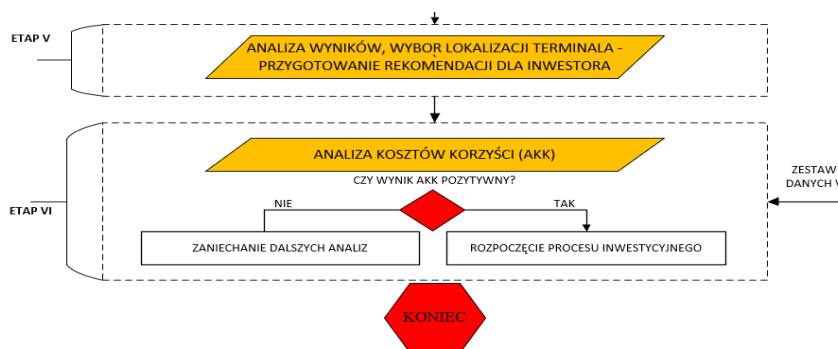 ETAP V
ANALIZA WYNIKÓW, WYBÓR LOKALIZACJI TERMINALA -
PRZYGOTOWANIE REKOMENDACJI DLA INWESTORA
ANALIZA KOSZTÓW KORZYŚCI (AKK)
CZY WYNIK AKK POZYTYWNY?
ZESTAW
DANYCH V
ETAP VI
NIE
TAK
ZANIECHANIE DALSZYCH ANALIZ
ROZPOCZĘCIE PROCESU INWESTYCYJNEGO
KONIEC